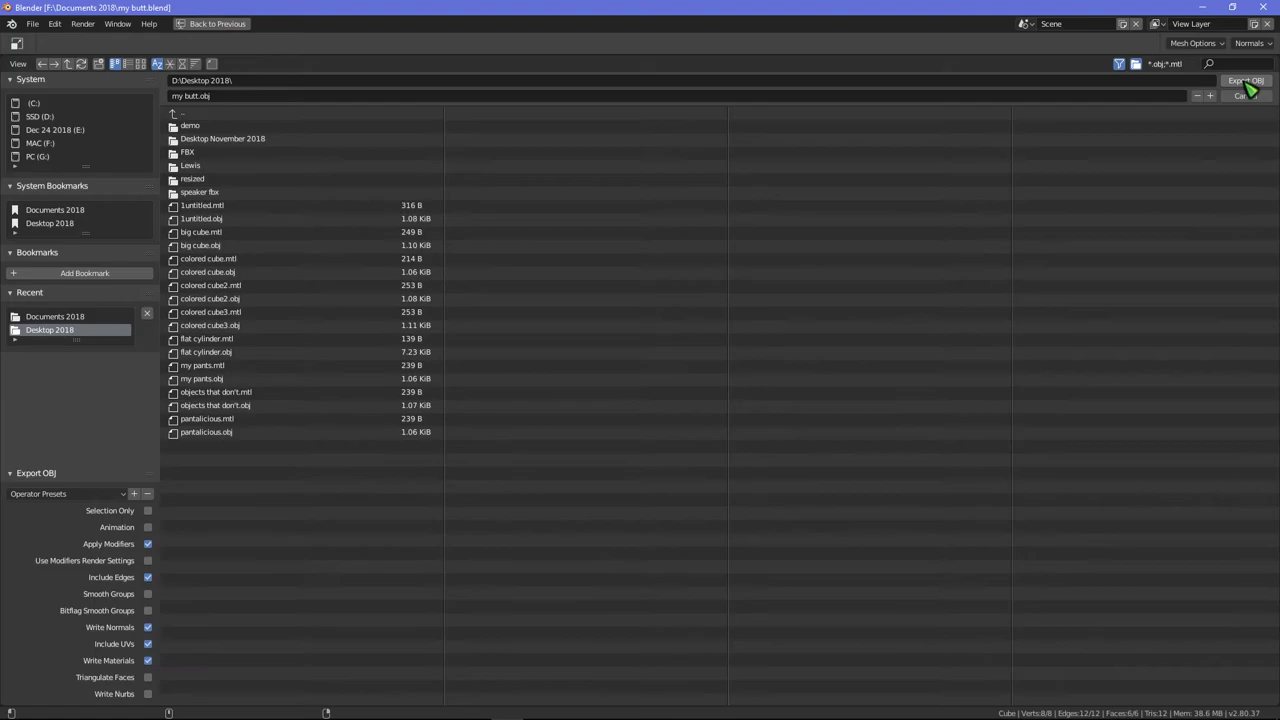 Blender [F:\Documents 2018\my butt.blend]
File Edit Render Window Help Back to Previous Scene View Layer
Mesh Options Normals
View *.obj;*.mtl
System D:\Desktop 2018\ Export OBJ
my butt.obj
(C:)
SSD (D:)
Dec 24 2018 (E:)
MAC (F:)
PC (G:)
System Bookmarks
Documents 2018
Desktop 2018
Bookmarks
Add Bookmark
Recent
Documents 2018
Desktop 2018
..
demo
Desktop November 2018
FBX
Lewis
resized
speaker fbx
1untitled.mtl 316 B
1untitled.obj 1.08 KiB
big cube.mtl 249 B
big cube.obj 1.10 KiB
colored cube.mtl 214 B
colored cube.obj 1.06 KiB
colored cube2.mtl 253 B
colored cube2.obj 1.08 KiB
colored cube3.mtl 253 B
colored cube3.obj 1.11 KiB
flat cylinder.mtl 139 B
flat cylinder.obj 7.23 KiB
my pants.mtl 239 B
my pants.obj 1.06 KiB
objects that don't.mtl 239 B
objects that don't.obj 1.07 KiB
pantalicious.mtl 239 B
pantalicious.obj 1.06 KiB
Export OBJ
Operator Presets
Selection Only
Animation
Apply Modifiers
Use Modifiers Render Settings
Include Edges
Smooth Groups
Bitflag Smooth Groups
Write Normals
Include UVs
Write Materials
Triangulate Faces
Write Nurbs
Cube | Verts:8/8 | Edges:12/12 | Faces:6/6 | Tris:12 | Mem: 38.6 MB | v2.80.37